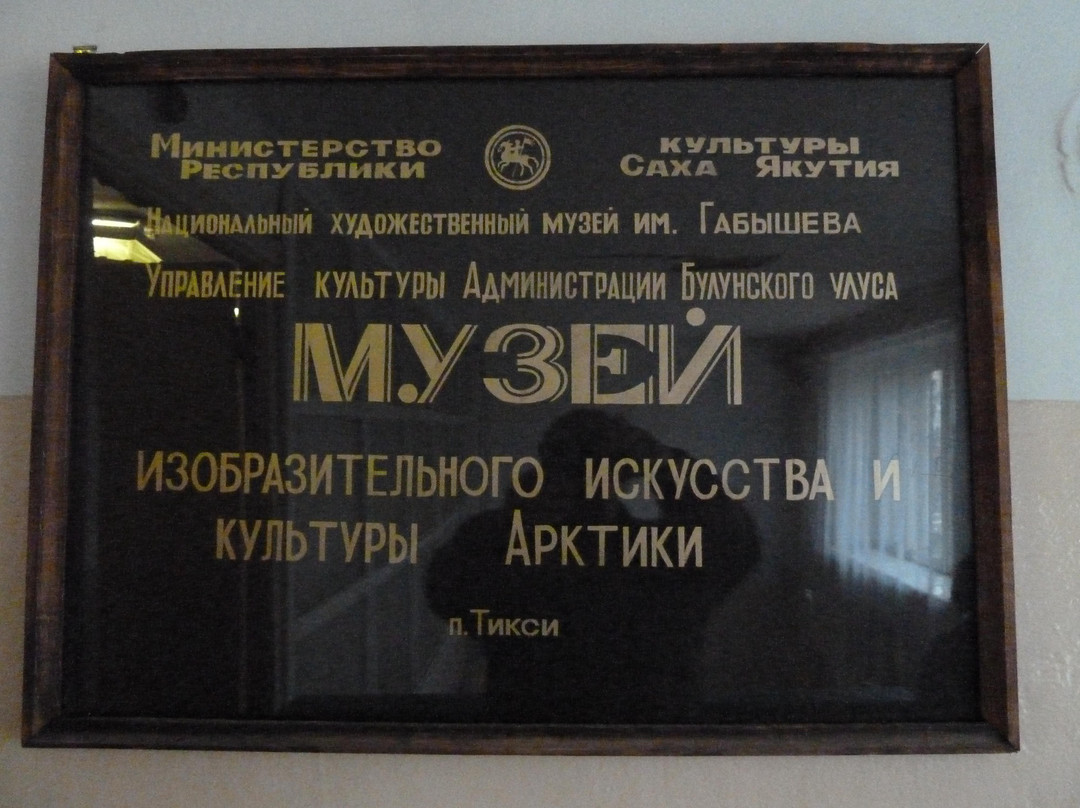 Министерство культуры
Республики Саха Якутия
Национальный художественный музей им. Габышева
Управление культуры Администрации Булунского улуса
МУЗЕЙ
изобразительного искусства и
культуры Арктики
п. Тикси